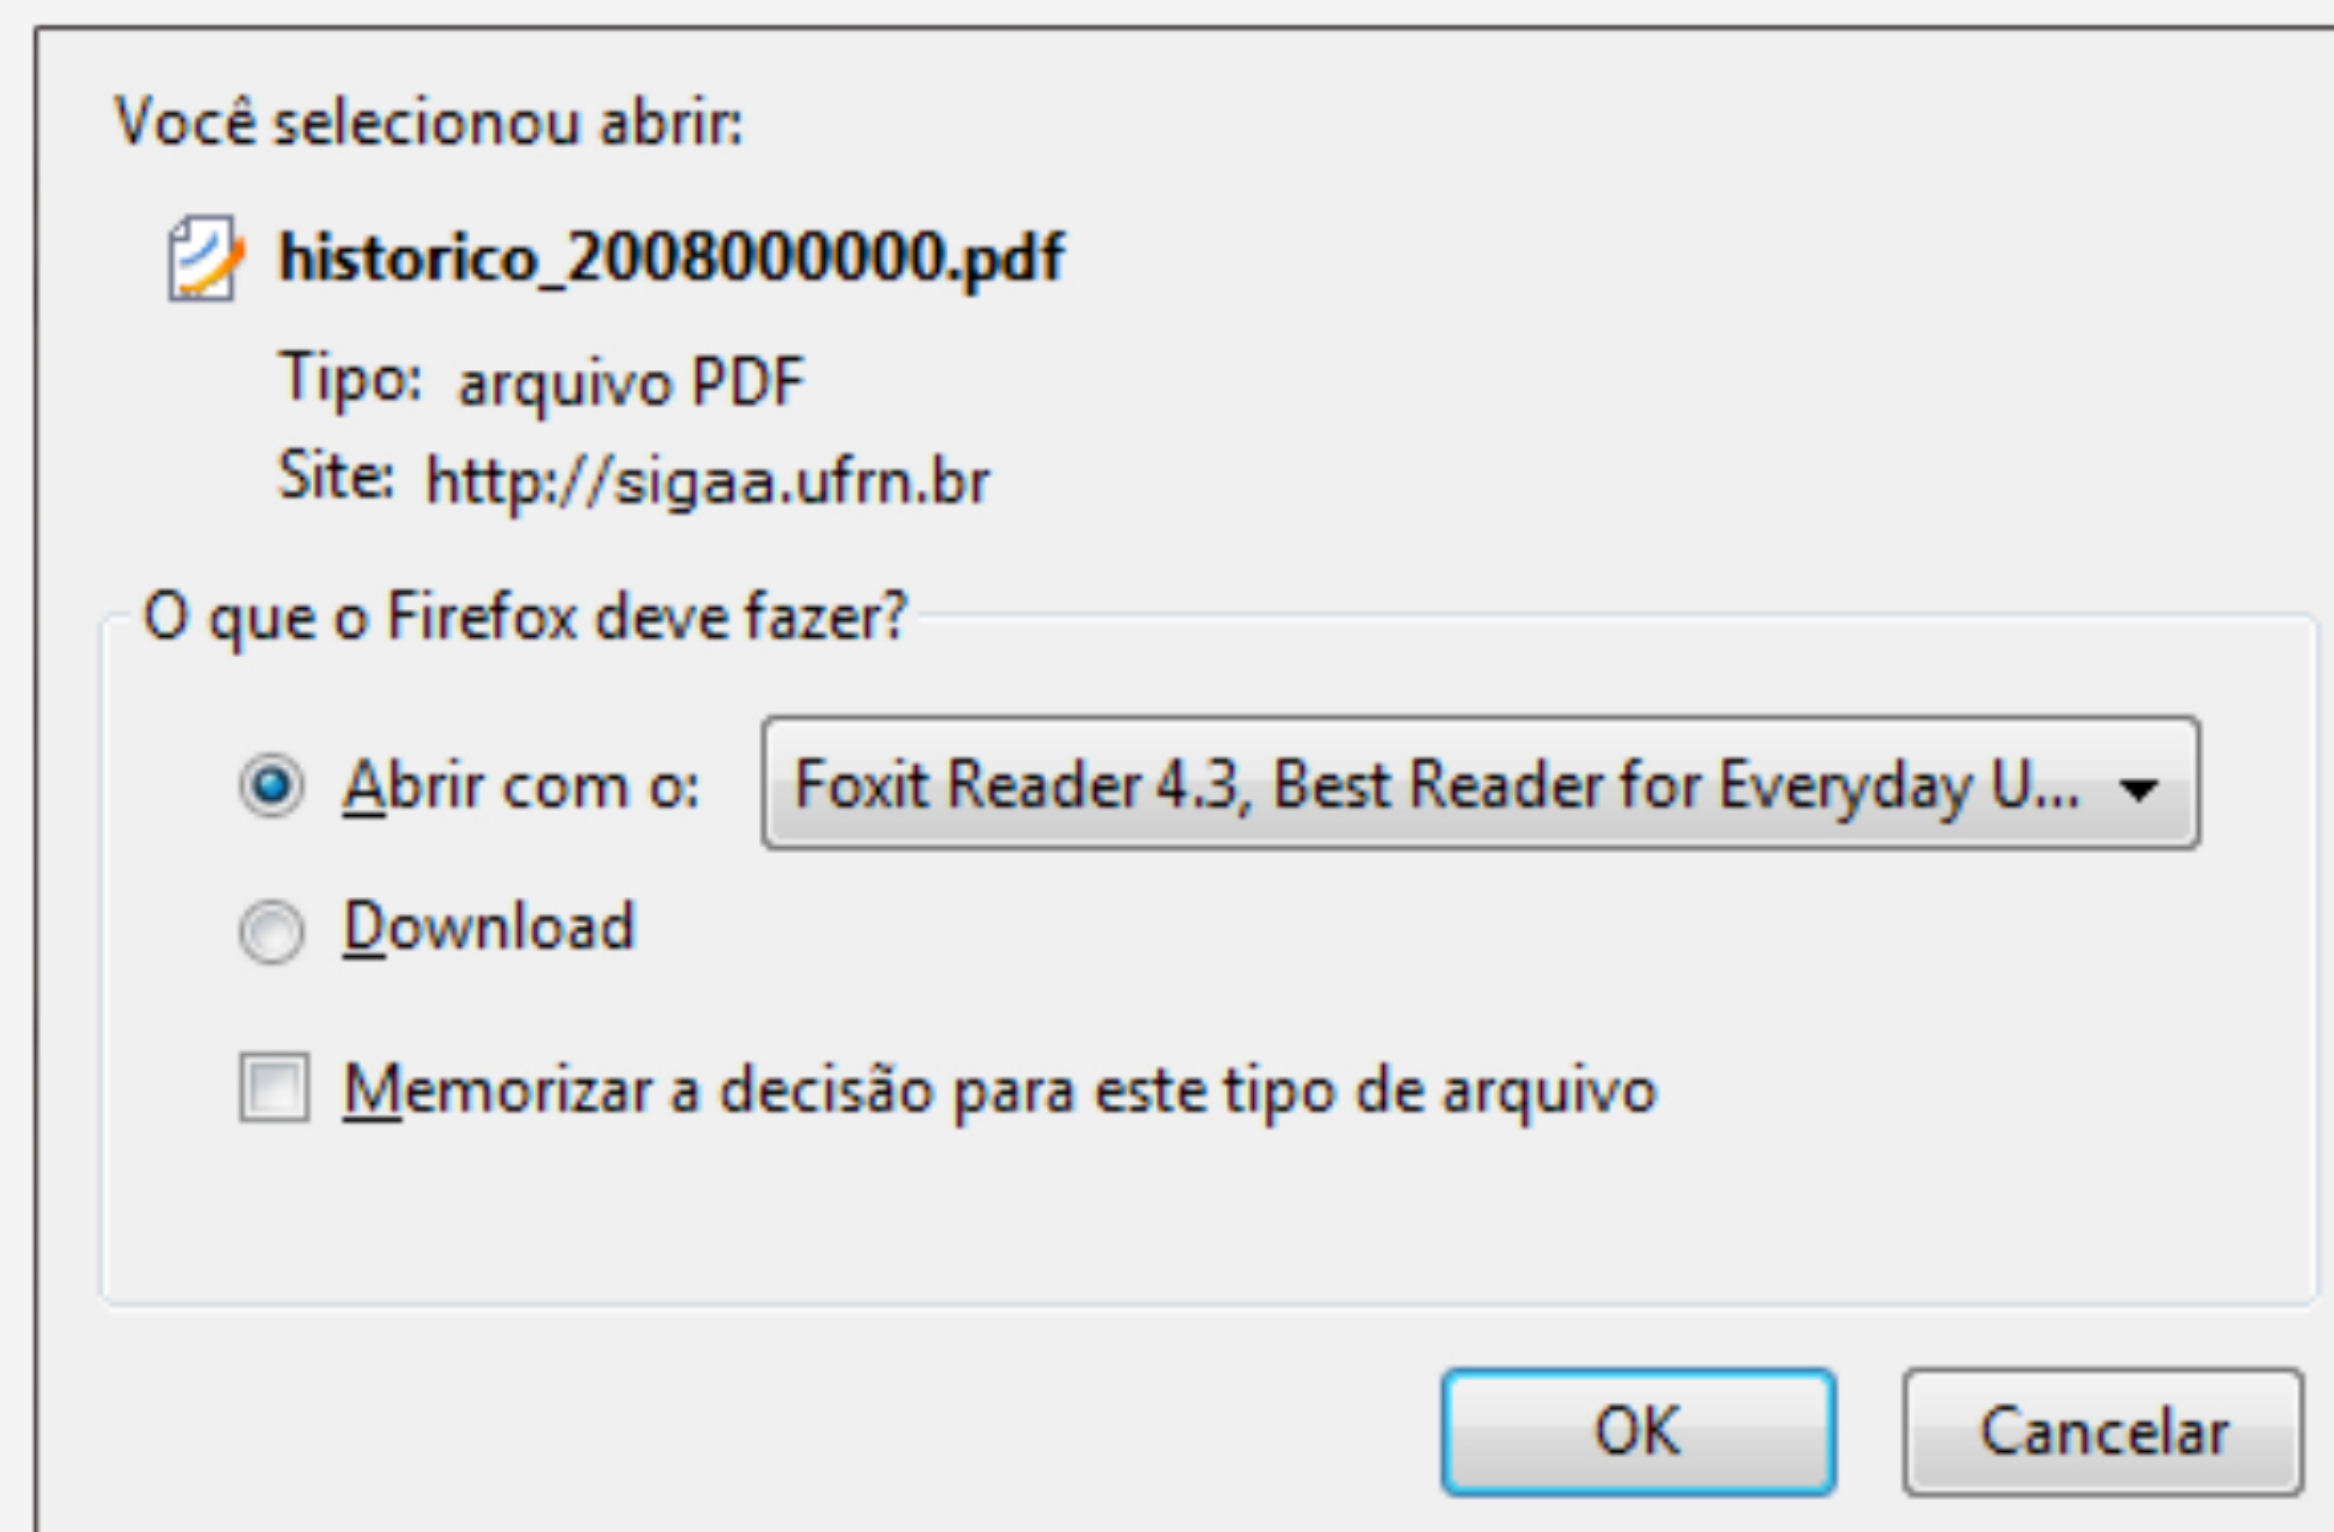 Você selecionou abrir:
historico_2008000000.pdf
Tipo: arquivo PDF
Site: http://sigaa.ufrn.br
O que o Firefox deve fazer?
Abrir com o: Foxit Reader 4.3, Best Reader for Everyday U...
Download
Memorizar a decisão para este tipo de arquivo
OK Cancelar